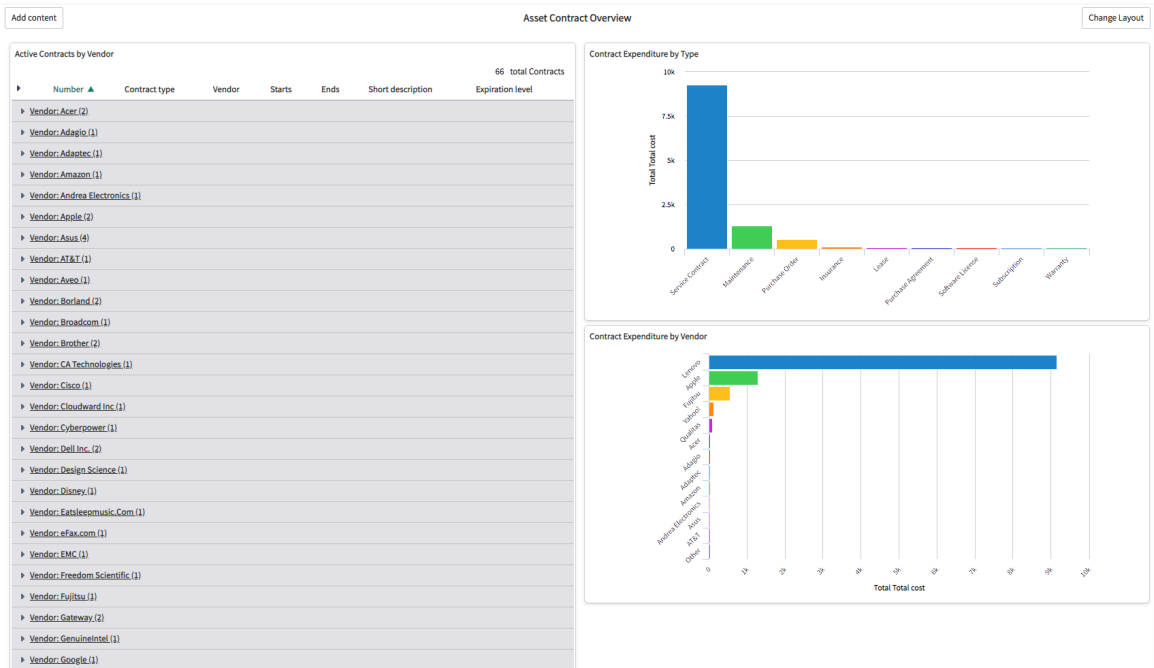 Add content
Asset Contract Overview
Change Layout
Active Contracts by Vendor
66 total Contracts
Number ▲ Contract type Vendor Starts Ends Short description Expiration level
Vendor: Acer (2)
Vendor: Adagio (1)
Vendor: Adaptec (1)
Vendor: Amazon (1)
Vendor: Andrea Electronics (1)
Vendor: Apple (2)
Vendor: Asus (4)
Vendor: AT&T (1)
Vendor: Aveo (1)
Vendor: Borland (2)
Vendor: Broadcom (1)
Vendor: Brother (2)
Vendor: CA Technologies (1)
Vendor: Cisco (1)
Vendor: Cloudward Inc (1)
Vendor: Cyberpower (1)
Vendor: Dell Inc. (2)
Vendor: Design Science (1)
Vendor: Disney (1)
Vendor: Eatsleepmusic.Com (1)
Vendor: eFax.com (1)
Vendor: EMC (1)
Vendor: Freedom Scientific (1)
Vendor: Fujitsu (1)
Vendor: Gateway (2)
Vendor: GenuineIntel (1)
Vendor: Google (1)
Contract Expenditure by Type
10k
7.5k
5k
2.5k
0
Total Total cost
Service Contract
Maintenance
Purchase Order
Insurance
Lease
Purchase Agreement
Software License
Subscription
Warranty
Contract Expenditure by Vendor
Lenovo
Apple
Fujitsu
Yahoo!
Qualitas
Acer
Adagio
Adaptec
Amazon
Andrea Electronics
Asus
AT&T
Other
0 1k 2k 3k 4k 5k 6k 7k 8k 9k 10k
Total Total cost